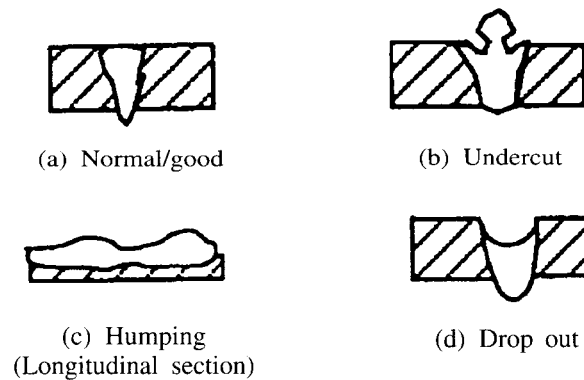 (a) Normal/good
(b) Undercut
(c) Humping
(Longitudinal section)
(d) Drop out